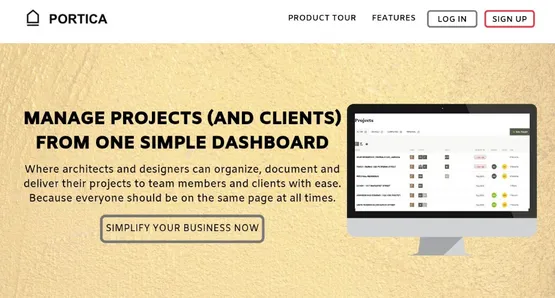 PORTICA
PRODUCT TOUR
FEATURES
LOG IN
SIGN UP
MANAGE PROJECTS (AND CLIENTS)
FROM ONE SIMPLE DASHBOARD
Where architects and designers can organize, document and
deliver their projects to team members and clients with ease.
Because everyone should be on the same page at all times.
SIMPLIFY YOUR BUSINESS NOW
Projects